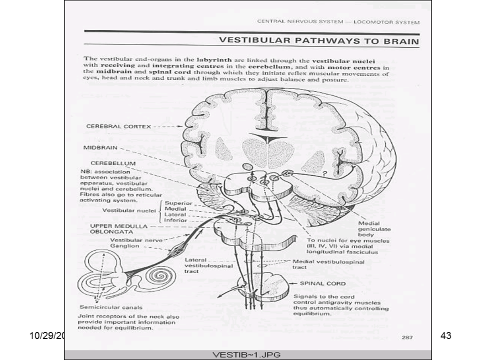 CENTRAL NERVOUS SYSTEM — LOCOMOTOR SYSTEM
VESTIBULAR PATHWAYS TO BRAIN
The vestibular end-organs in the labyrinth are linked through the vestibular nuclei
with receiving and integrating centres in the cerebellum, and with motor centres in
the midbrain and spinal cord through which they initiate reflex muscular movements of
eyes, head and neck and trunk and limb muscles to adjust balance and posture.
CEREBRAL CORTEX
MIDBRAIN
?
CEREBELLUM
NB: association
between vestibular
apparatus, vestibular
nuclei and cerebellum.
Fibres also go to reticular
activating system.
Vestibular nuclei
Superior
Medial
Lateral
Inferior
UPPER MEDULLA
OBLONGATA
Vestibular nerve
Ganglion
Medial
geniculate
body
To nuclei for eye muscles
(III, IV, VI) via medial
longitudinal fasciculus
Lateral
vestibulospinal
tract
Medial vestibulospinal
tract
SPINAL CORD
Signals to the cord
control antigravity muscles
thus automatically controlling
equilibrium.
Semicircular canals
Joint receptors of the neck also
provide important information
needed for equilibrium.
10/29/20
43
287
VESTIB~1.JPG